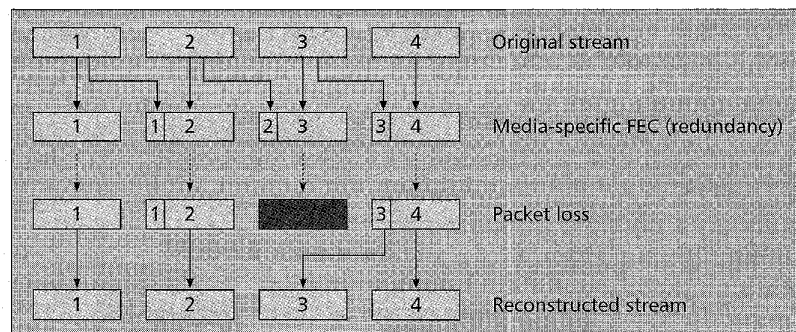 1 2 3 4 Original stream
1 1 2 2 3 3 4 Media-specific FEC (redundancy)
1 1 2 3 4 Packet loss
1 2 3 4 Reconstructed stream